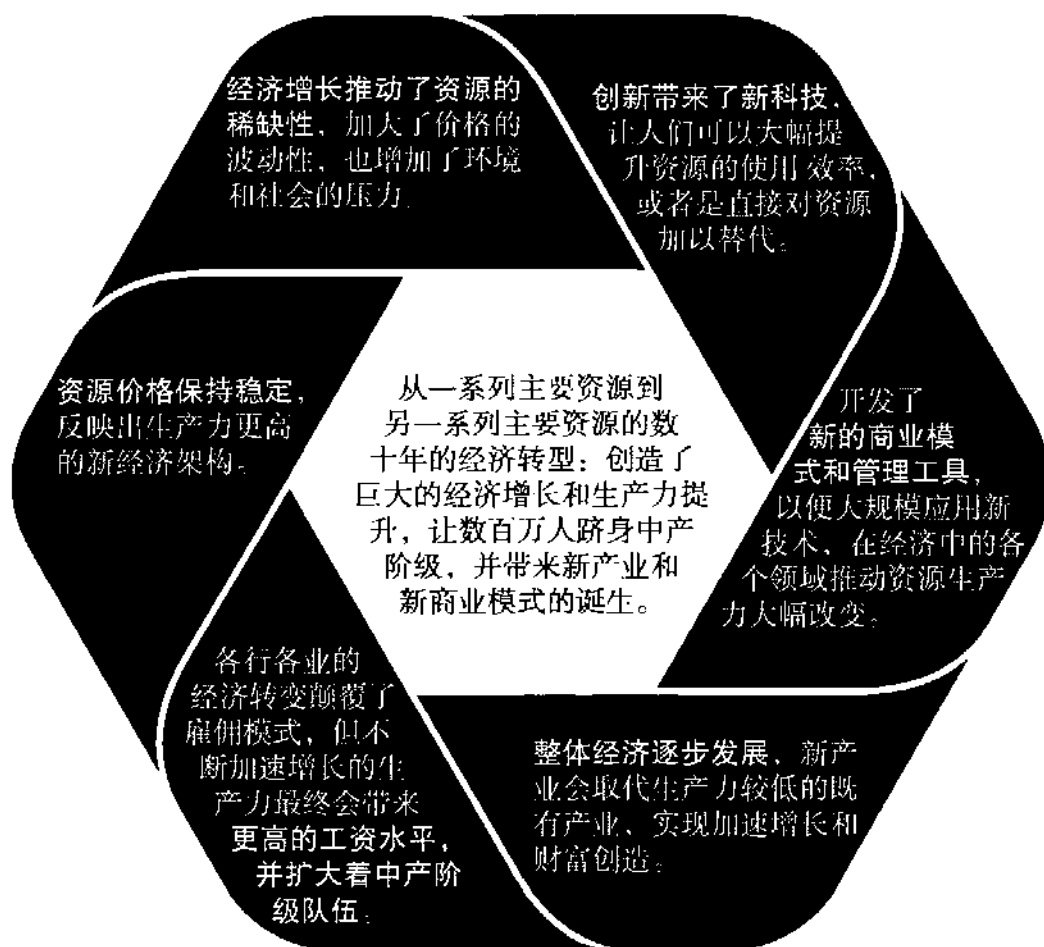 经济增长推动了资源的
稀缺性，加大了价格的
波动性，也增加了环境
和社会的压力。
创新带来了新科技，
让人们可以大幅提
升资源的使用 效率，
或者是直接对资源
加以替代。
开发了
新的商业模
式和管理工具，
以便大规模应用新
技术，在经济中的各
个领域推动资源生产
力大幅改变。
整体经济逐步发展，新产
业会取代生产力较低的既
有产业、实现加速增长和
财富创造。
各行各业的
经济转变颠覆了
雇佣模式，但不
断加速增长的生
产力最终会带来
更高的工资水平，
并扩大着中产阶
级队伍。
资源价格保持稳定，
反映出生产力更高
的新经济架构。
从一系列主要资源到
另一系列主要资源的数
十年的经济转型：创造了
巨大的经济增长和生产力提
升，让数百万人跻身中产
阶级，并带来新产业和
新商业模式的诞生。